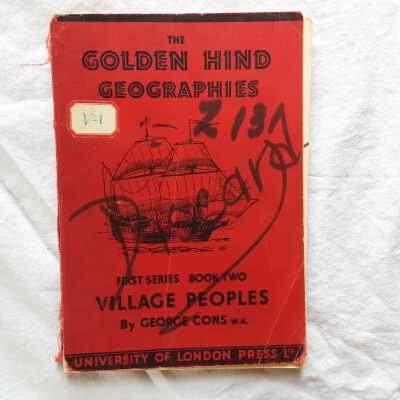 THE
GOLDEN HIND
GEOGRAPHIES
V-1
Z 131
Discard
FIRST SERIES BOOK TWO
VILLAGE PEOPLES
By GEORGE CONS M.A.
UNIVERSITY OF LONDON PRESS LTD